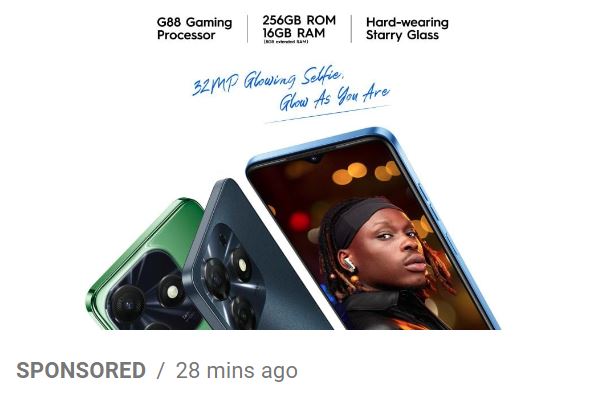 G88 Gaming
Processor
256GB ROM
16GB RAM
(8GB extended RAM)
Hard-wearing
Starry Glass
32MP Glowing Selfie,
Glow As You Are
SPONSORED / 28 mins ago